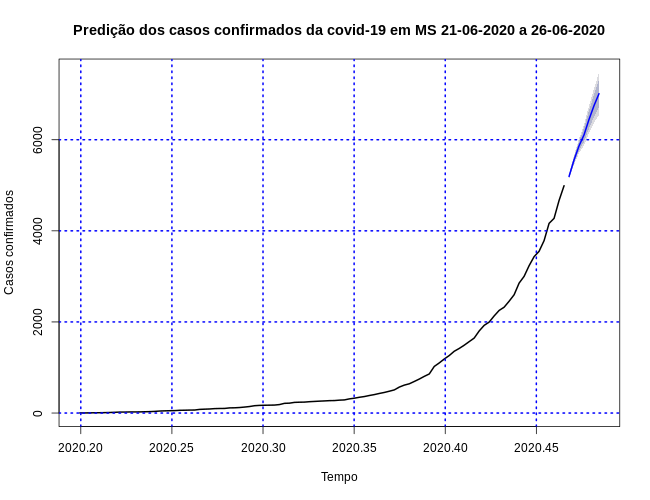 Predição dos casos confirmados da covid-19 em MS 21-06-2020 a 26-06-2020
Casos confirmados
6000
4000
2000
0
2020.20 2020.25 2020.30 2020.35 2020.40 2020.45
Tempo